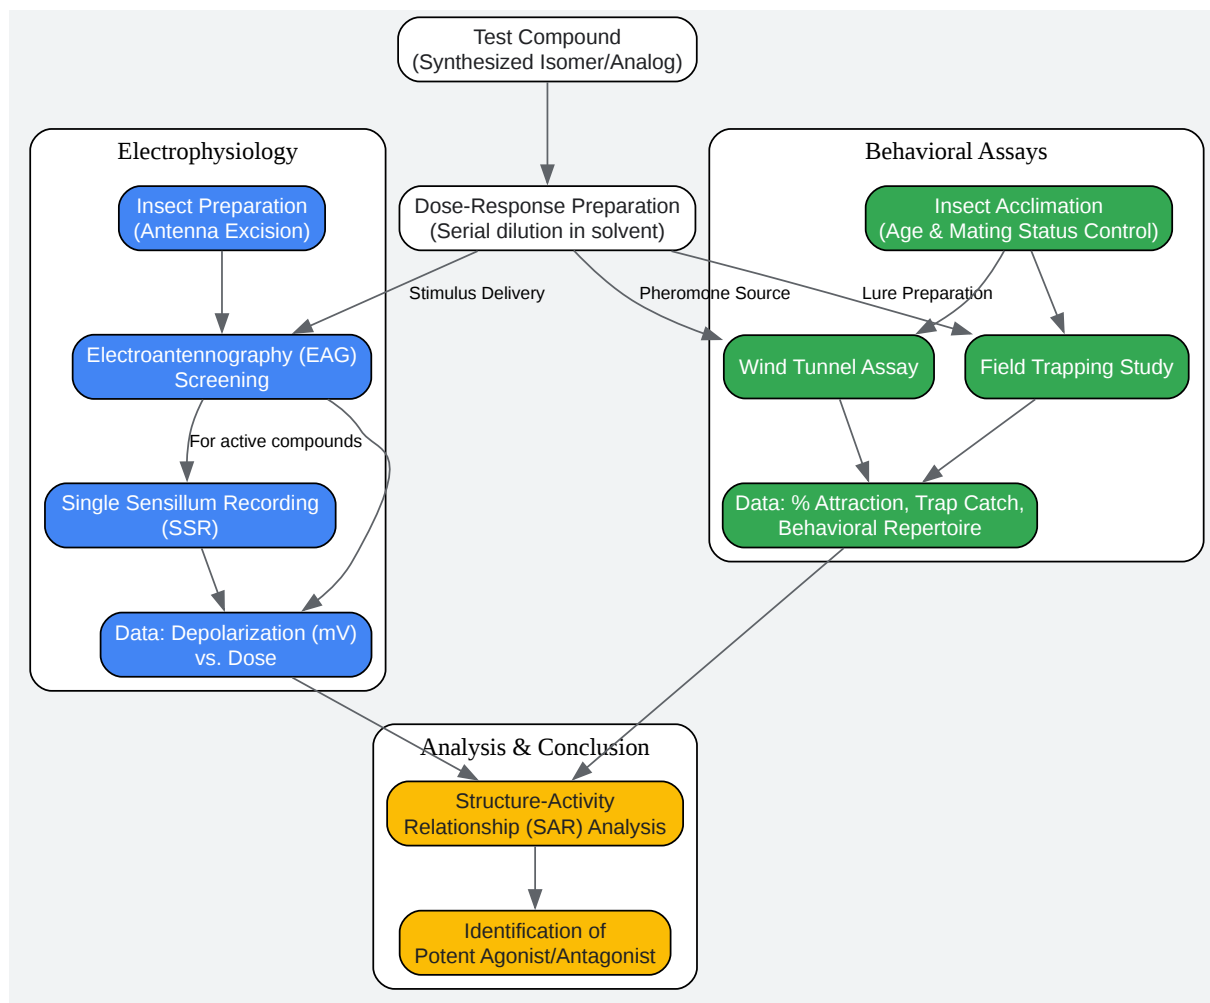 Test Compound
(Synthesized Isomer/Analog)
Electrophysiology
Behavioral Assays
Insect Preparation
(Antenna Excision)
Dose-Response Preparation
(Serial dilution in solvent)
Insect Acclimation
(Age & Mating Status Control)
Stimulus Delivery
Pheromone Source
Lure Preparation
Electroantennography (EAG)
Screening
Wind Tunnel Assay
Field Trapping Study
For active compounds
Single Sensillum Recording
(SSR)
Data: % Attraction, Trap Catch,
Behavioral Repertoire
Data: Depolarization (mV)
vs. Dose
Analysis & Conclusion
Structure-Activity
Relationship (SAR) Analysis
Identification of
Potent Agonist/Antagonist